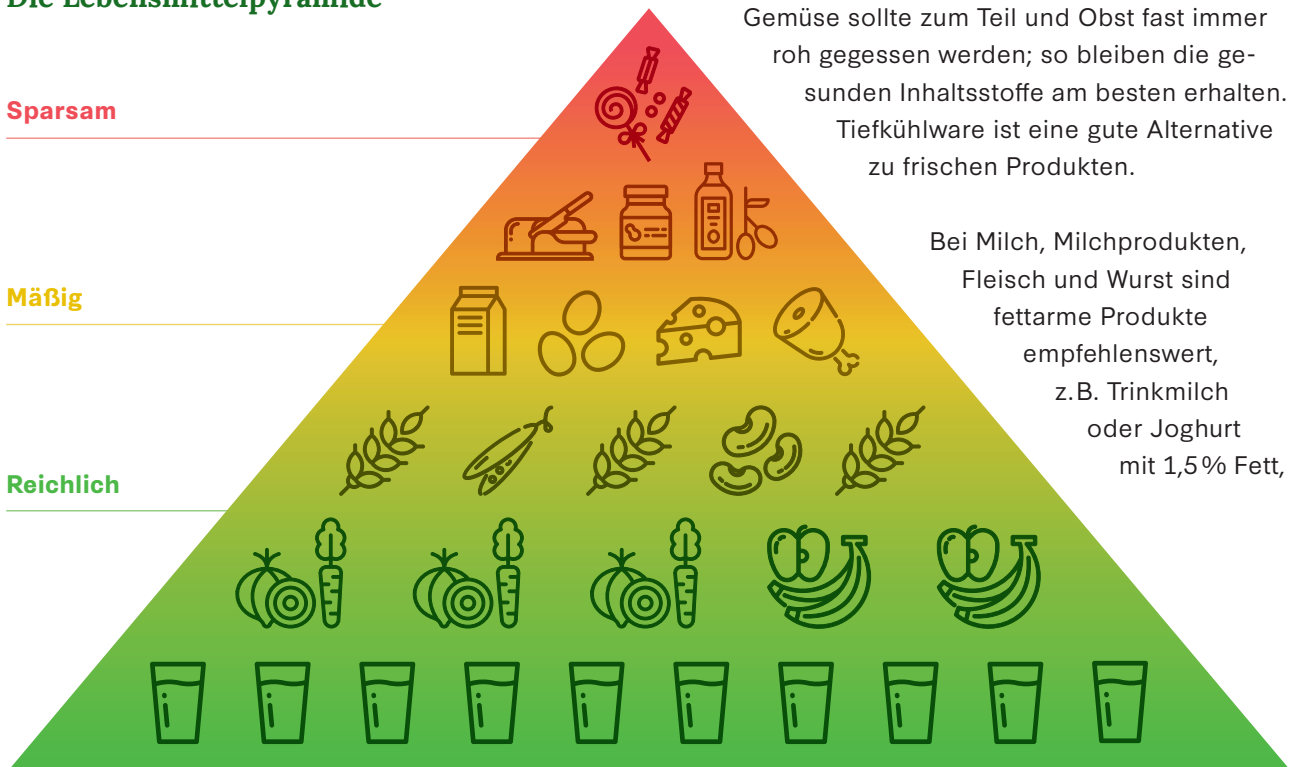 Die Lebensmittelpyramide
Gemüse sollte zum Teil und Obst fast immer
roh gegessen werden; so bleiben die ge-
sunden Inhaltsstoffe am besten erhalten.
Tiefkühlware ist eine gute Alternative
zu frischen Produkten.
Sparsam
Bei Milch, Milchprodukten,
Fleisch und Wurst sind
fettarme Produkte
empfehlenswert,
z.B. Trinkmilch
oder Joghurt
mit 1,5% Fett,
Mäßig
Reichlich